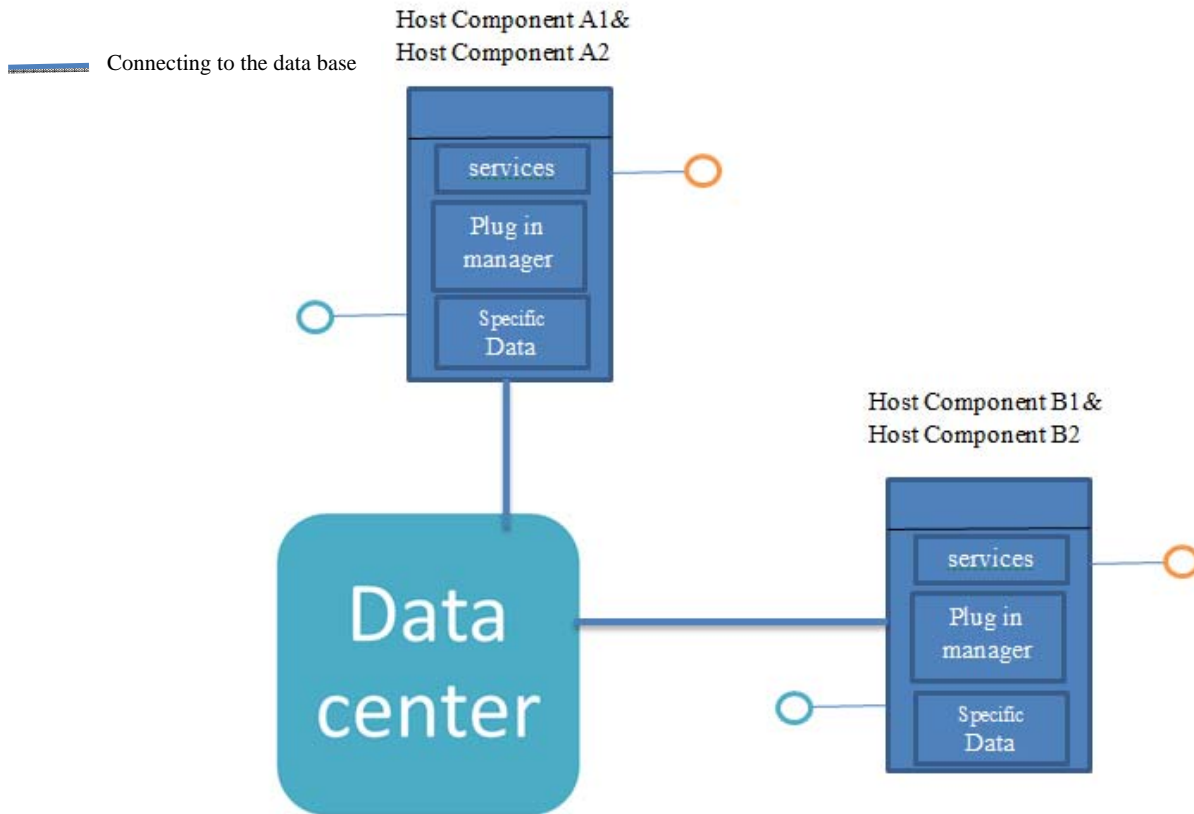 Host Component A1&
Host Component A2
Connecting to the data base
services
Plug in
manager
Specific
Data
Host Component B1&
Host Component B2
services
Plug in
manager
Specific
Data
Data
center